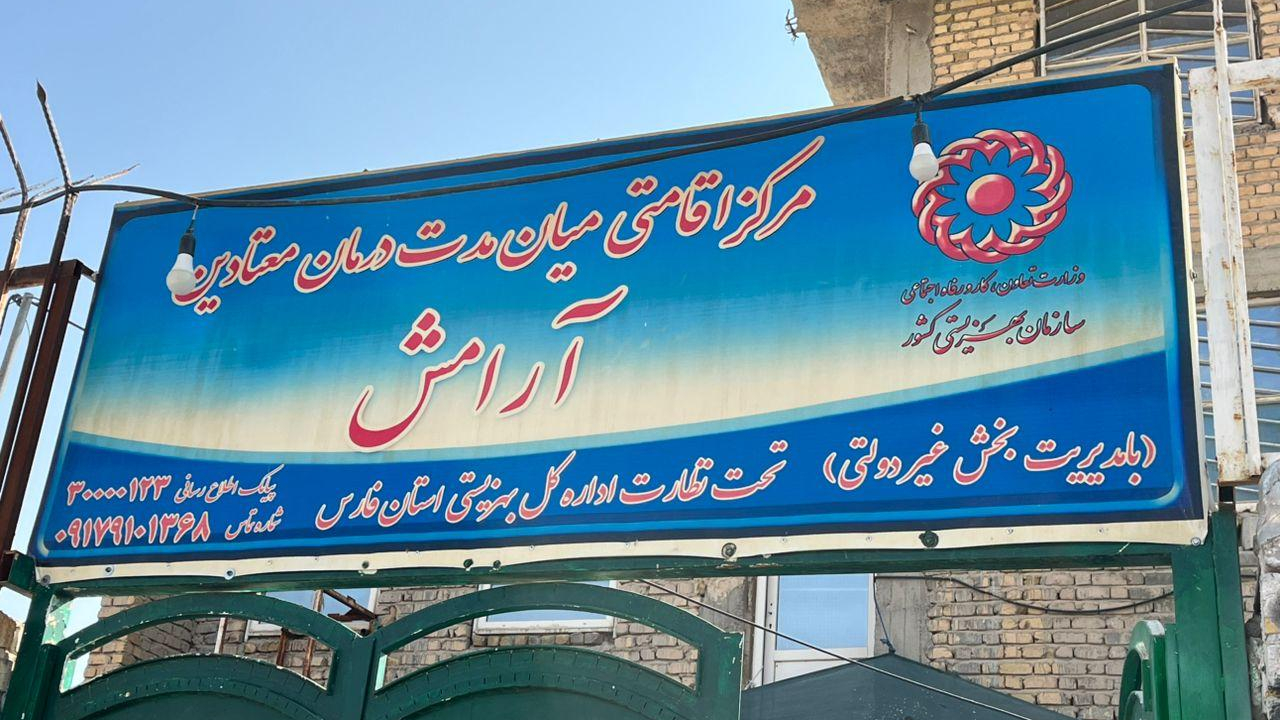 مرکز اقامتی میان مدت درمان معتادین
آرامش
وزارت تعاون، کار و رفاه اجتماعی
سازمان بهزیستی کشور
(با مدیریت بخش غیر دولتی) تحت نظارت اداره کل بهزیستی استان فارس
پیامک اطلاع رسانی ۳۰۰۰۰۱۲۳
شماره تماس ۰۹۱۷۹۱۰۱۳۶۸